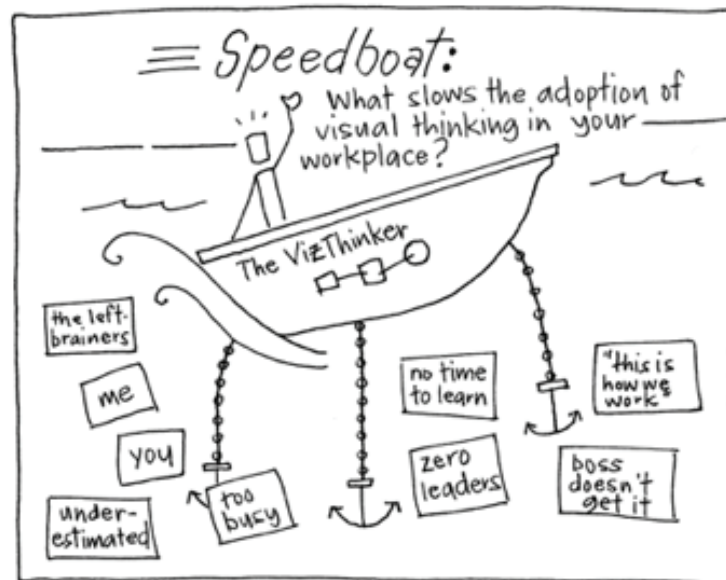 Speedboat:
What slows the adoption of
visual thinking in your
workplace?
The VizThinker
the left-
brainers
me
you
under-
estimated
too
busy
no time
to learn
zero
leaders
"this is
how we
work"
boss
doesn't
get it